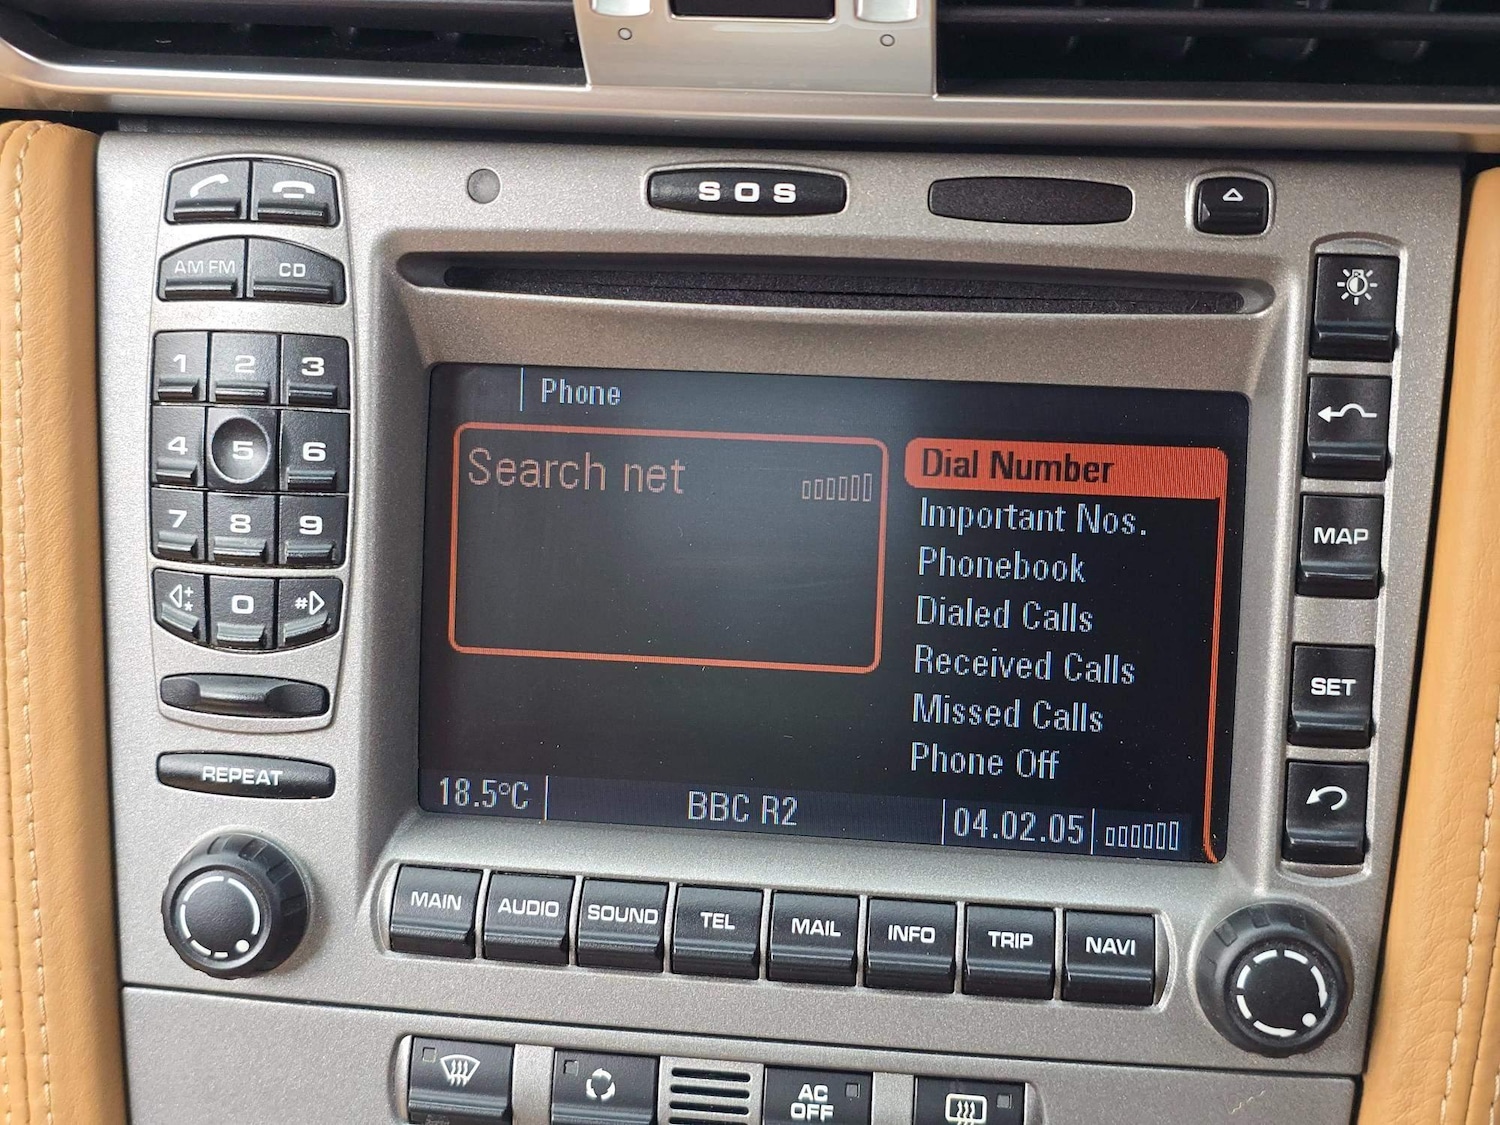 SOS
AM FM
CD
1 2 3
4 5 6
7 8 9
* 0 #
REPEAT
Phone
Search net
Dial Number
Important Nos.
Phonebook
Dialed Calls
Received Calls
Missed Calls
Phone Off
18.5°C
BBC R2
04.02.05
MAP
SET
MAIN
AUDIO
SOUND
TEL
MAIL
INFO
TRIP
NAVI
AC
OFF